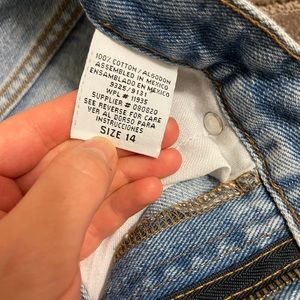 100% COTTON / ALGODON
ASSEMBLED IN MEXICO
ENSAMBLADO EN MEXICO
9325/9131
WPL# 11935
SUPPLIER # 080820
SEE REVERSE FOR CARE
VER AL DORSO PARA
INSTRUCCIONES
SIZE 14